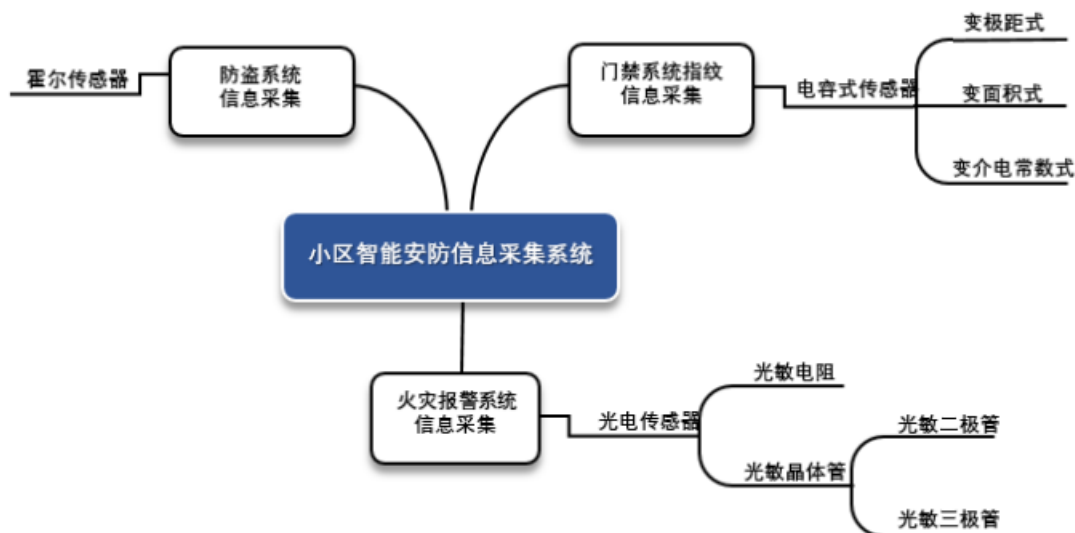 变极距式
霍尔传感器
防盗系统
信息采集
门禁系统指纹
信息采集
电容式传感器
变面积式
变介电常数式
小区智能安防信息采集系统
火灾报警系统
信息采集
光电传感器
光敏电阻
光敏晶体管
光敏二极管
光敏三极管